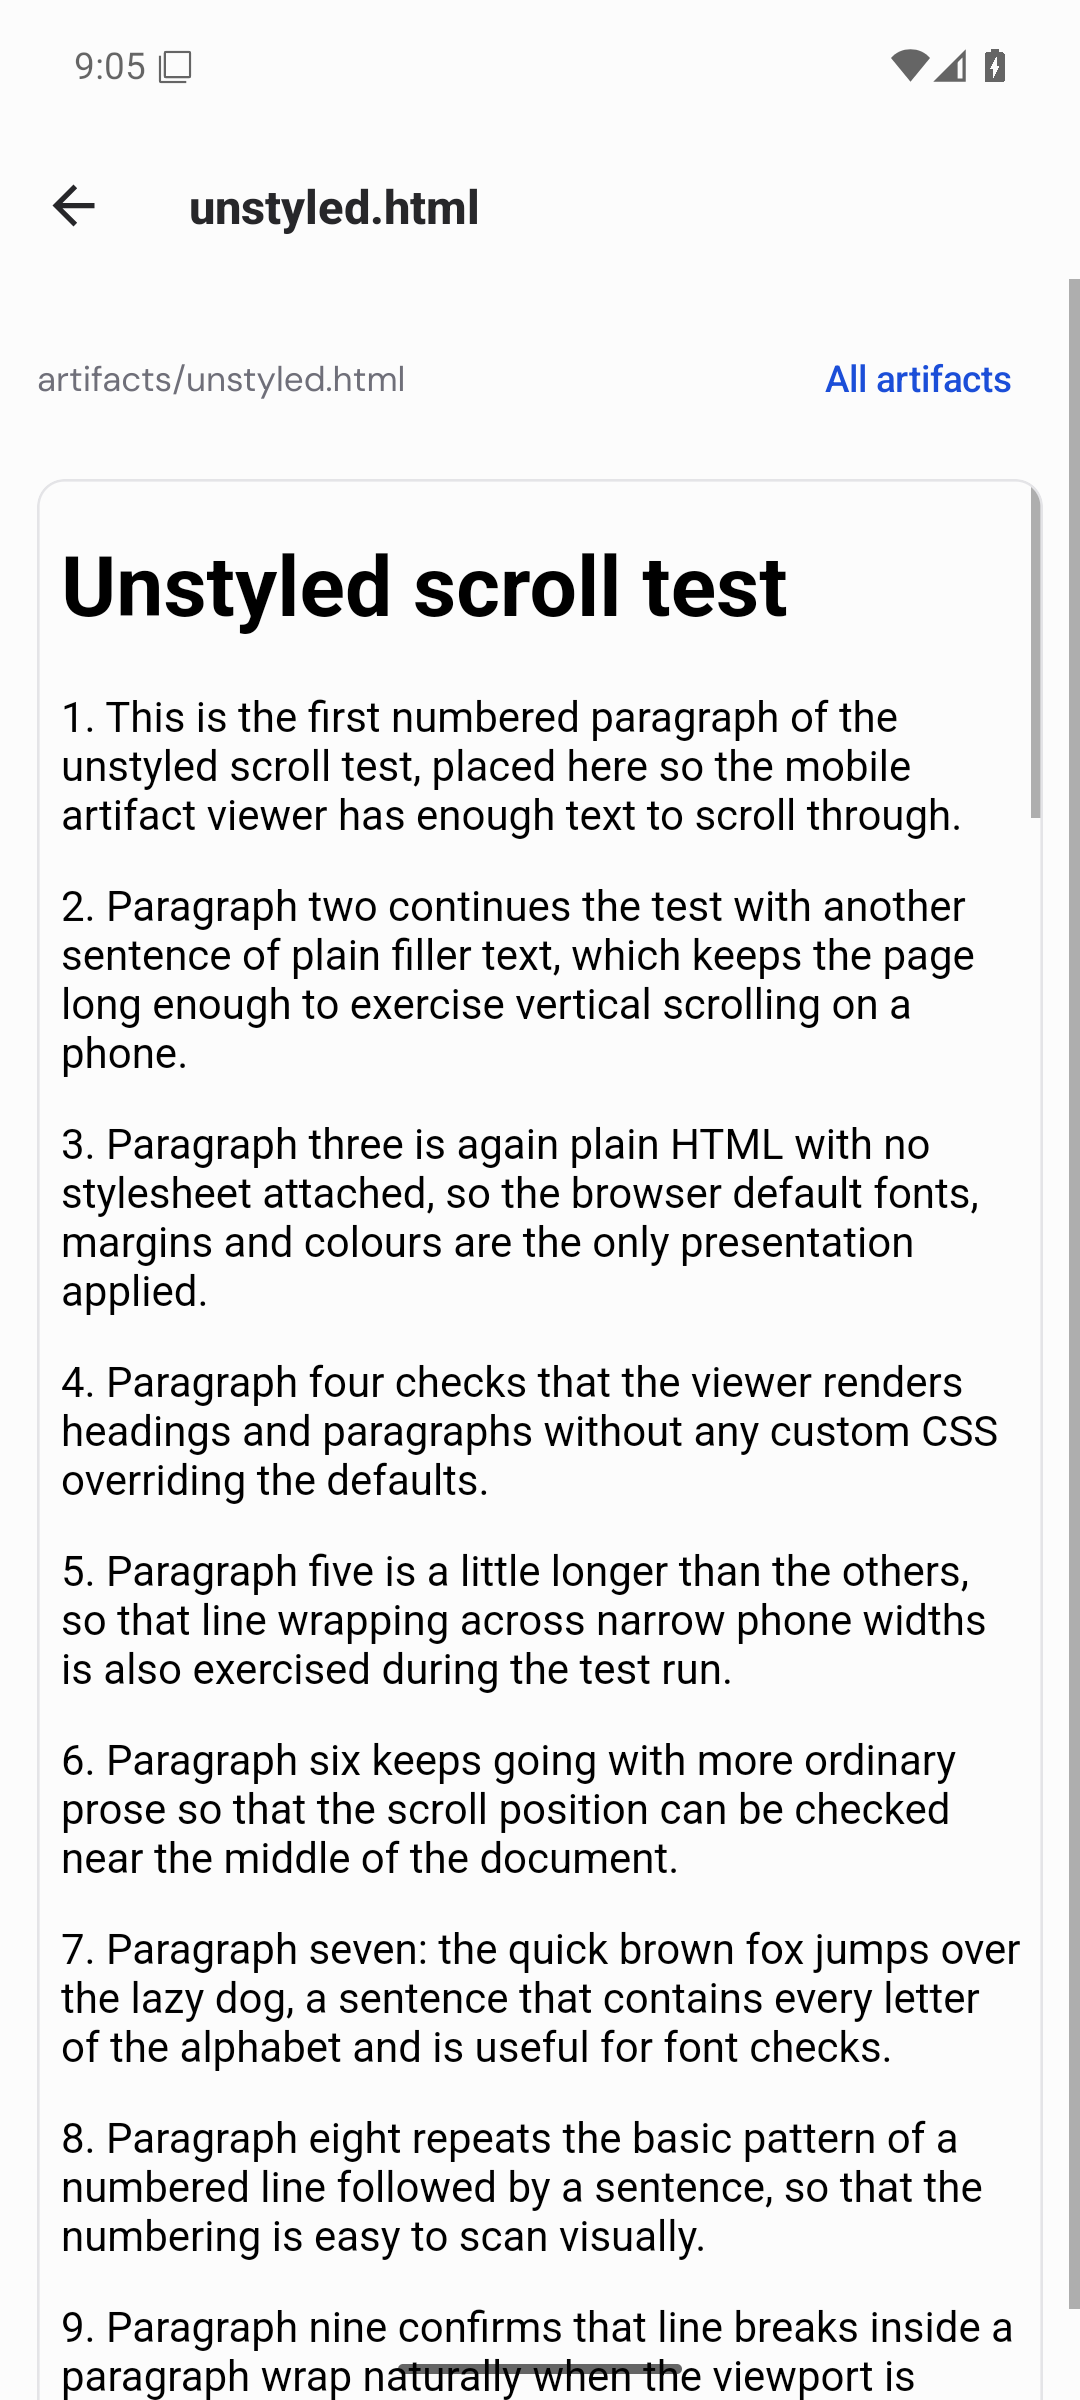 9:05
unstyled.html
artifacts/unstyled.html
All artifacts
Unstyled scroll test
1. This is the first numbered paragraph of the
unstyled scroll test, placed here so the mobile
artifact viewer has enough text to scroll through.
2. Paragraph two continues the test with another
sentence of plain filler text, which keeps the page
long enough to exercise vertical scrolling on a
phone.
3. Paragraph three is again plain HTML with no
stylesheet attached, so the browser default fonts,
margins and colours are the only presentation
applied.
4. Paragraph four checks that the viewer renders
headings and paragraphs without any custom CSS
overriding the defaults.
5. Paragraph five is a little longer than the others,
so that line wrapping across narrow phone widths
is also exercised during the test run.
6. Paragraph six keeps going with more ordinary
prose so that the scroll position can be checked
near the middle of the document.
7. Paragraph seven: the quick brown fox jumps over
the lazy dog, a sentence that contains every letter
of the alphabet and is useful for font checks.
8. Paragraph eight repeats the basic pattern of a
numbered line followed by a sentence, so that the
numbering is easy to scan visually.
9. Paragraph nine confirms that line breaks inside a
paragraph wrap naturally when the viewport is